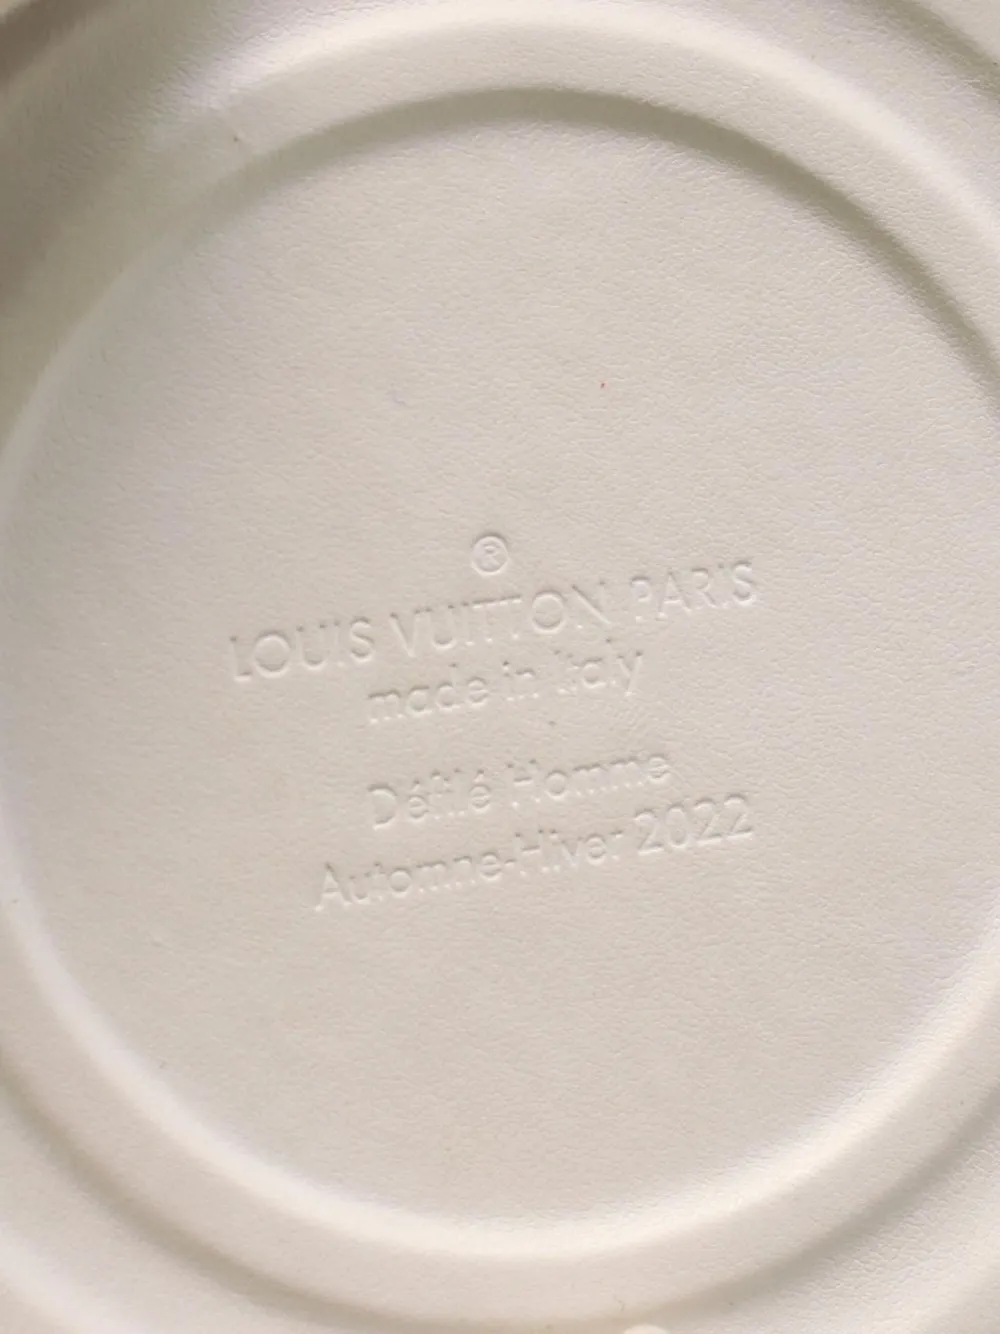 ®
LOUIS VUITTON PARIS
made in Italy
Défilé Homme
Automne-Hiver 2022